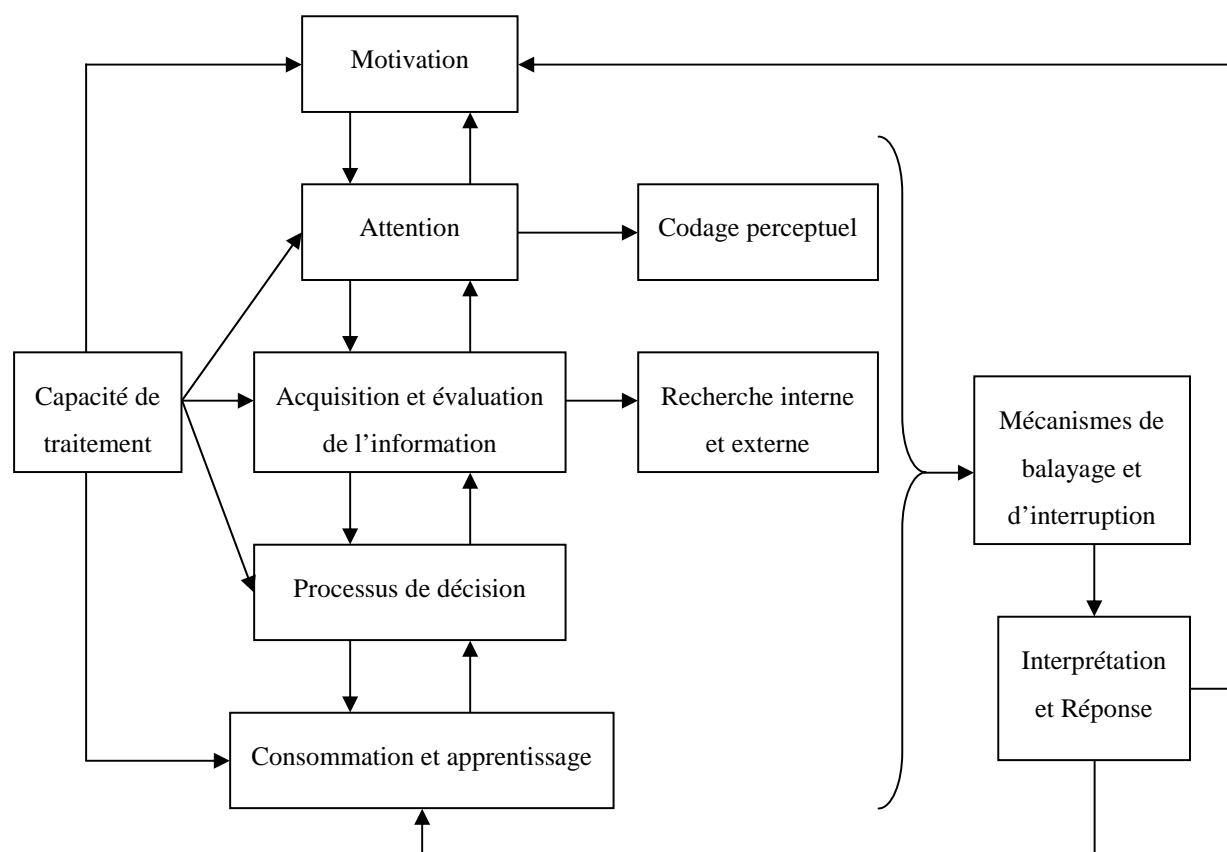 Motivation
Attention
Codage perceptuel
Capacité de
traitement
Acquisition et évaluation
de l’information
Recherche interne
et externe
Mécanismes de
balayage et
d’interruption
Processus de décision
Interprétation
et Réponse
Consommation et apprentissage